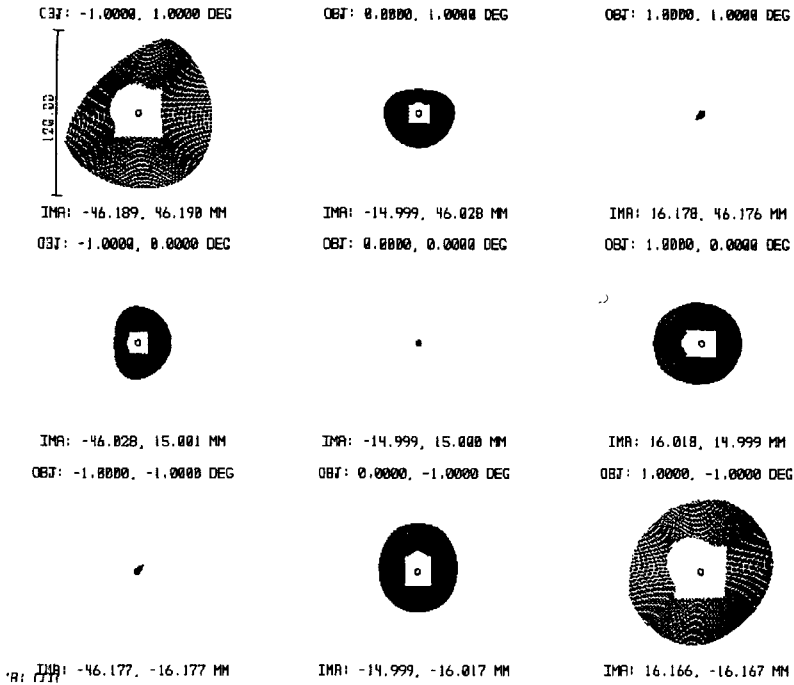 OBJ: -1.0000, 1.0000 DEG
OBJ: 0.0000, 1.0000 DEG
OBJ: 1.0000, 1.0000 DEG
120.00
IMA: -46.189, 46.190 MM
IMA: -14.999, 46.028 MM
IMA: 16.178, 46.176 MM
OBJ: -1.0000, 0.0000 DEG
OBJ: 0.0000, 0.0000 DEG
OBJ: 1.0000, 0.0000 DEG
IMA: -46.028, 15.001 MM
IMA: -14.999, 15.000 MM
IMA: 16.018, 14.999 MM
OBJ: -1.0000, -1.0000 DEG
OBJ: 0.0000, -1.0000 DEG
OBJ: 1.0000, -1.0000 DEG
IMA: -46.177, -16.177 MM
IMA: -14.999, -16.017 MM
IMA: 16.166, -16.167 MM